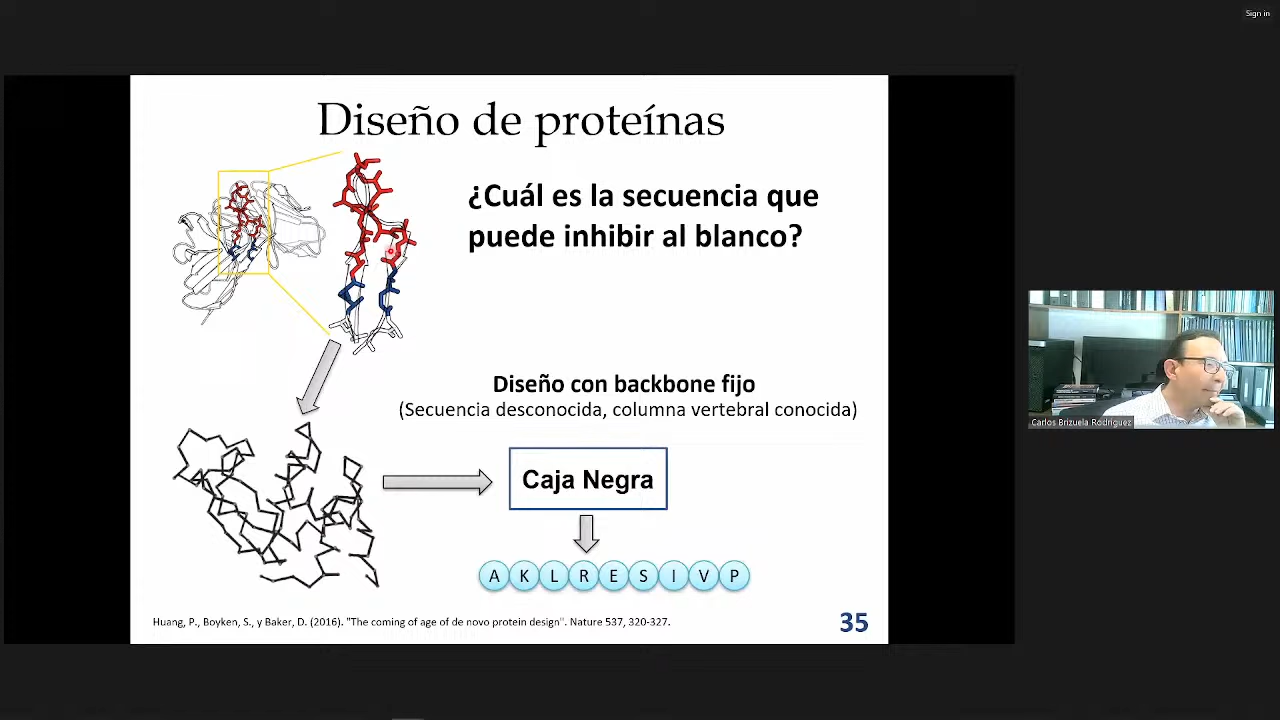 Sign in
Diseño de proteínas
¿Cuál es la secuencia que
puede inhibir al blanco?
Diseño con backbone fijo
(Secuencia desconocida, columna vertebral conocida)
Caja Negra
A K L R E S I V P
Huang, P., Boyken, S., y Baker, D. (2016). "The coming of age of de novo protein design". Nature 537, 320-327.
35
Carlos Brizuela Rodriguez